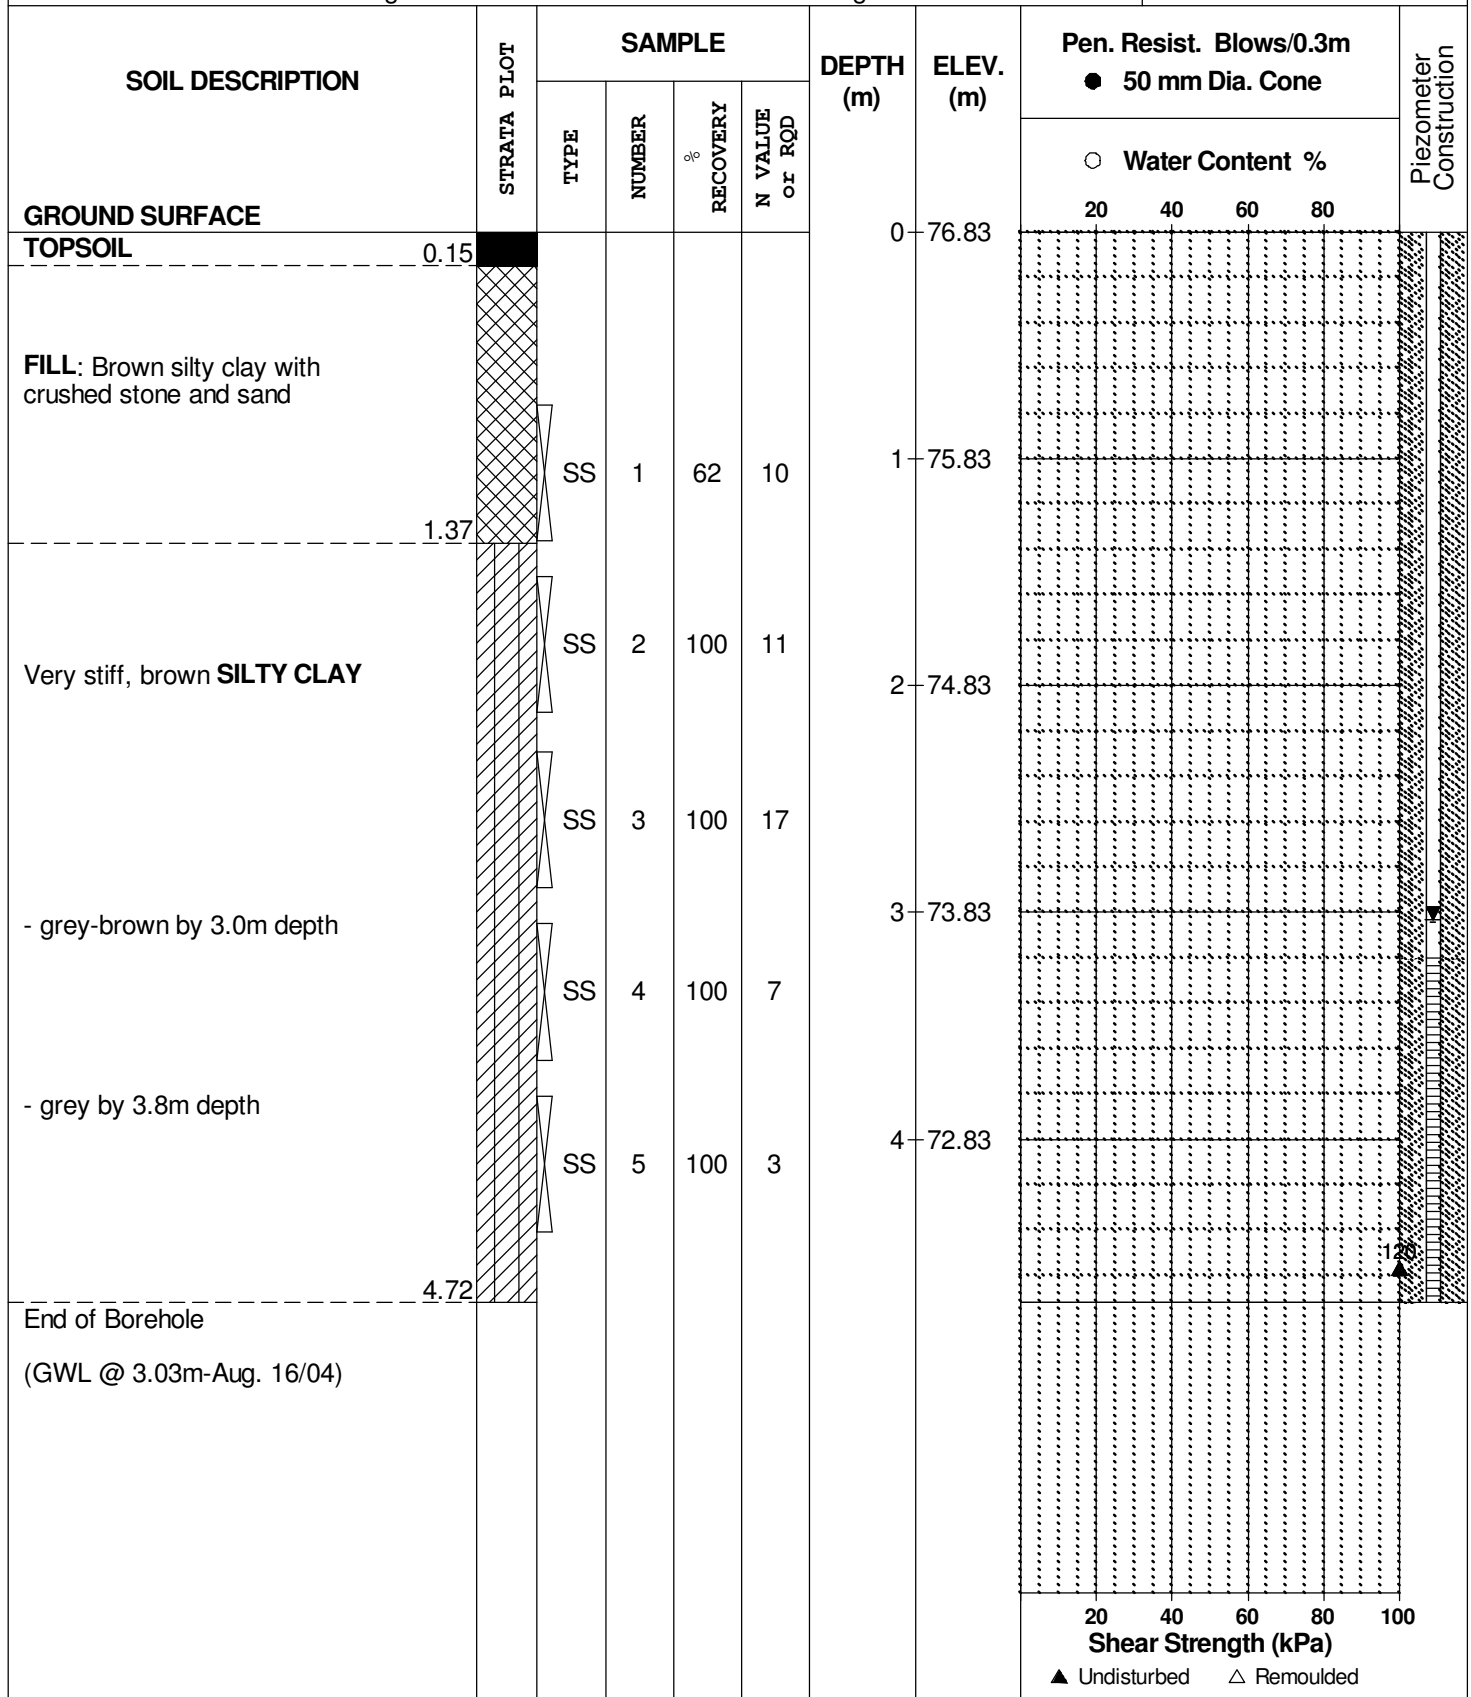 SOIL DESCRIPTION
GROUND SURFACE
STRATA PLOT
SAMPLE
TYPE
NUMBER
%
RECOVERY
N VALUE
or RQD
DEPTH
(m)
ELEV.
(m)
Pen. Resist. Blows/0.3m
● 50 mm Dia. Cone
○ Water Content %
20 40 60 80
Piezometer
Construction
0 76.83
TOPSOIL 0.15
FILL: Brown silty clay with
crushed stone and sand
SS 1 62 10
1 75.83
1.37
SS 2 100 11
Very stiff, brown SILTY CLAY
2 74.83
SS 3 100 17
3 73.83
- grey-brown by 3.0m depth
SS 4 100 7
- grey by 3.8m depth
4 72.83
SS 5 100 3
120
4.72
End of Borehole
(GWL @ 3.03m-Aug. 16/04)
20 40 60 80 100
Shear Strength (kPa)
▲ Undisturbed △ Remoulded